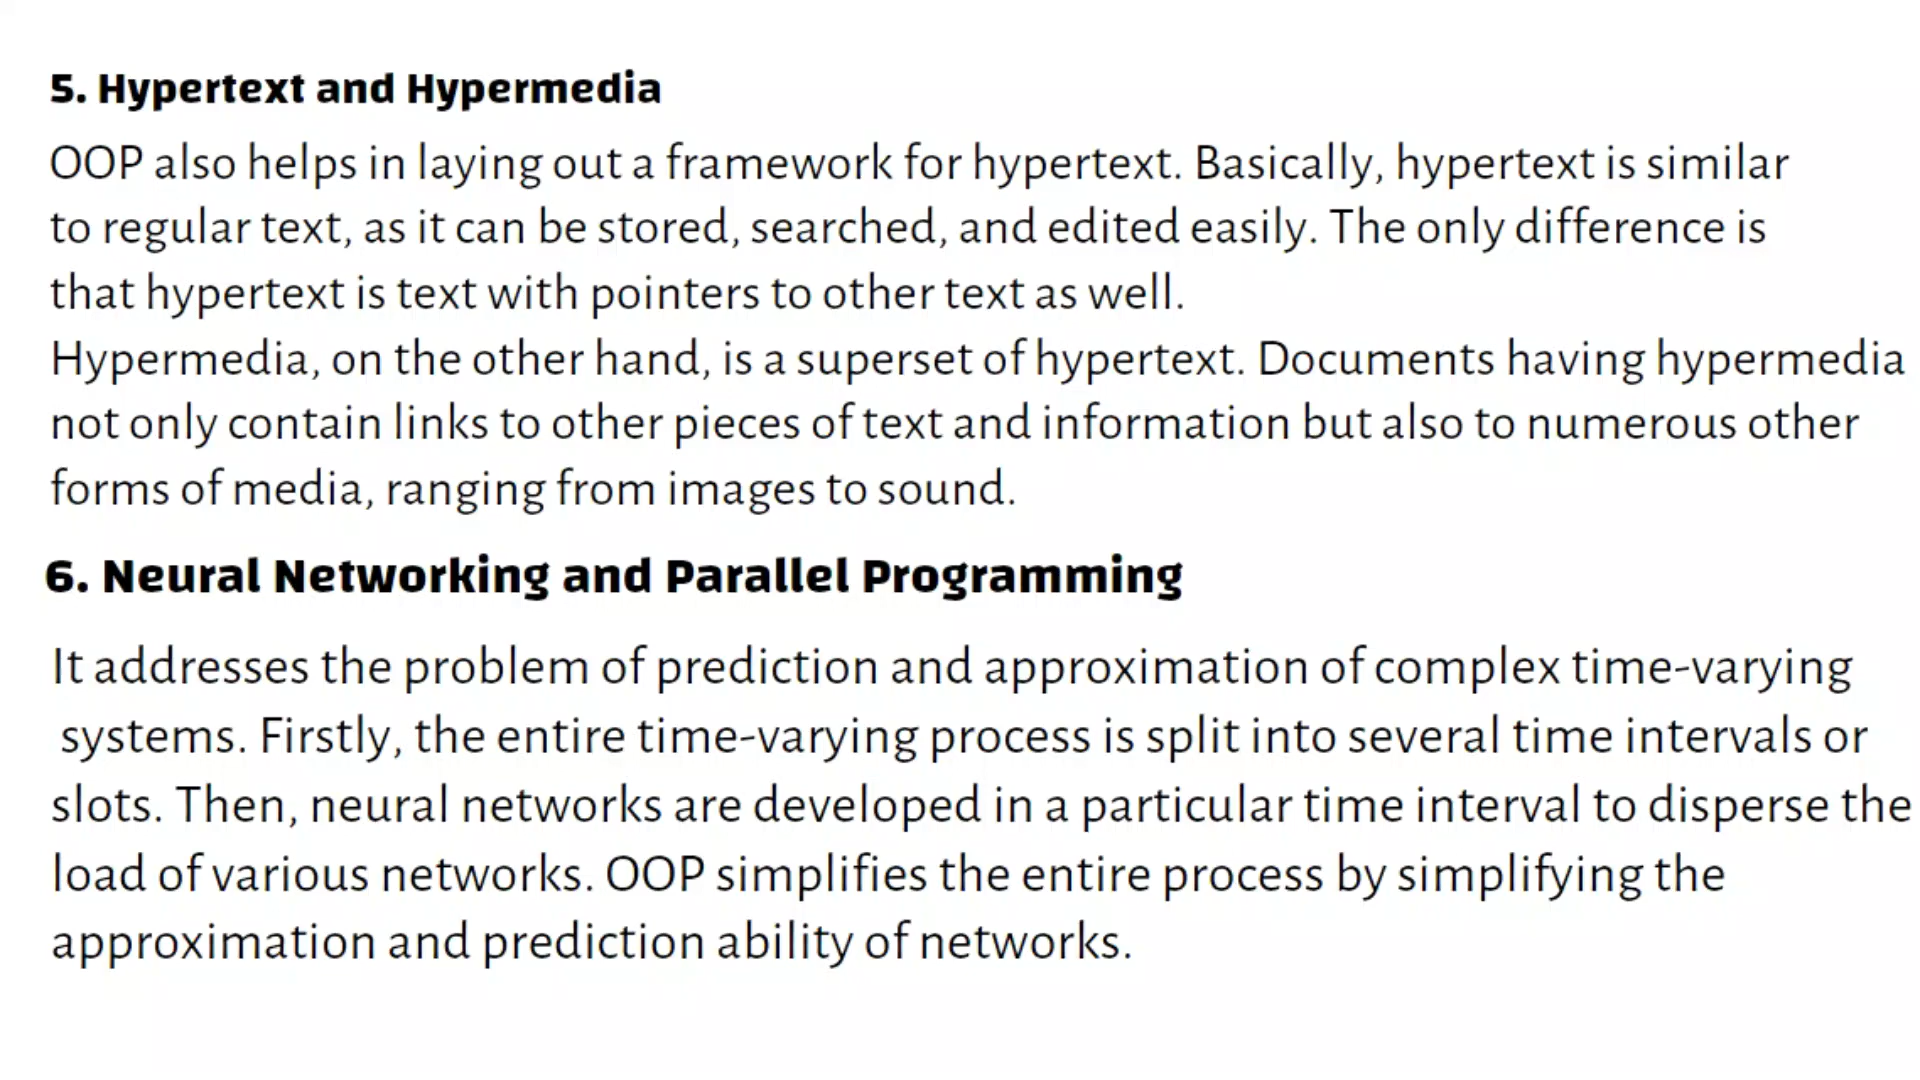 5. Hypertext and Hypermedia
OOP also helps in laying out a framework for hypertext. Basically, hypertext is similar
to regular text, as it can be stored, searched, and edited easily. The only difference is
that hypertext is text with pointers to other text as well.
Hypermedia, on the other hand, is a superset of hypertext. Documents having hypermedia
not only contain links to other pieces of text and information but also to numerous other
forms of media, ranging from images to sound.
6. Neural Networking and Parallel Programming
It addresses the problem of prediction and approximation of complex time-varying
systems. Firstly, the entire time-varying process is split into several time intervals or
slots. Then, neural networks are developed in a particular time interval to disperse the
load of various networks. OOP simplifies the entire process by simplifying the
approximation and prediction ability of networks.